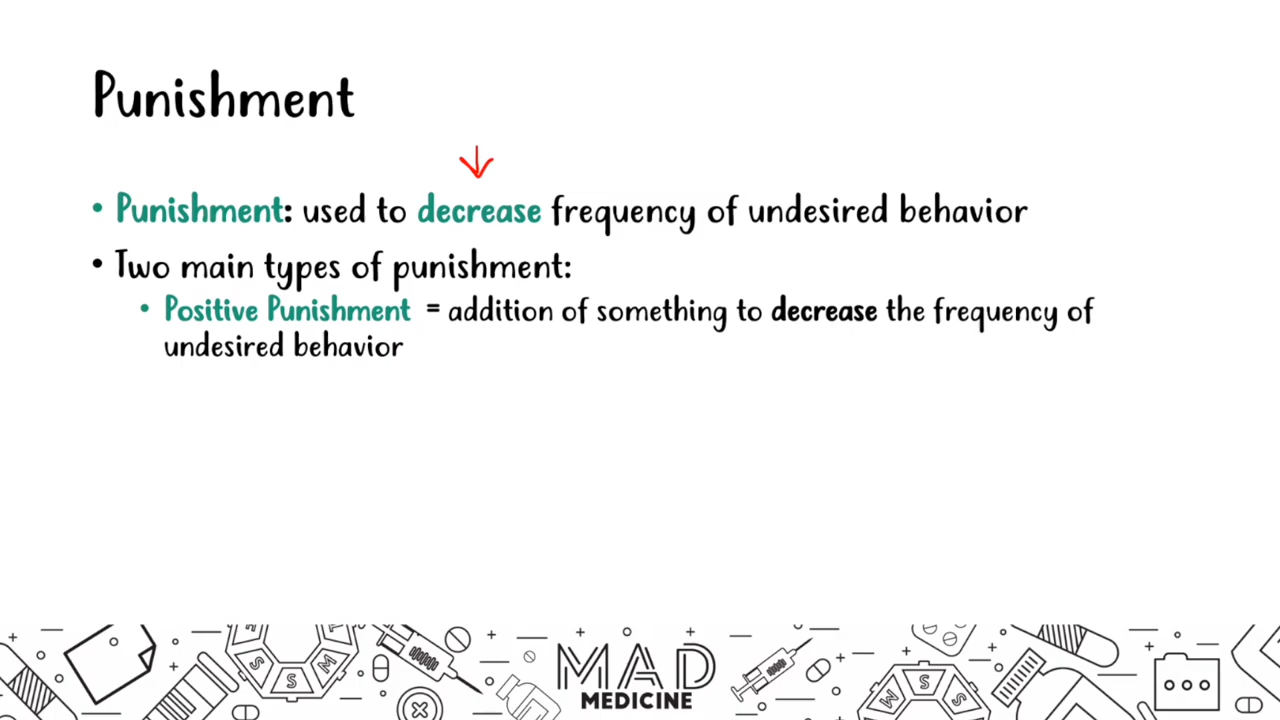 Punishment
• Punishment: used to decrease frequency of undesired behavior
• Two main types of punishment:
• Positive Punishment = addition of something to decrease the frequency of
undesired behavior
MAD
MEDICINE